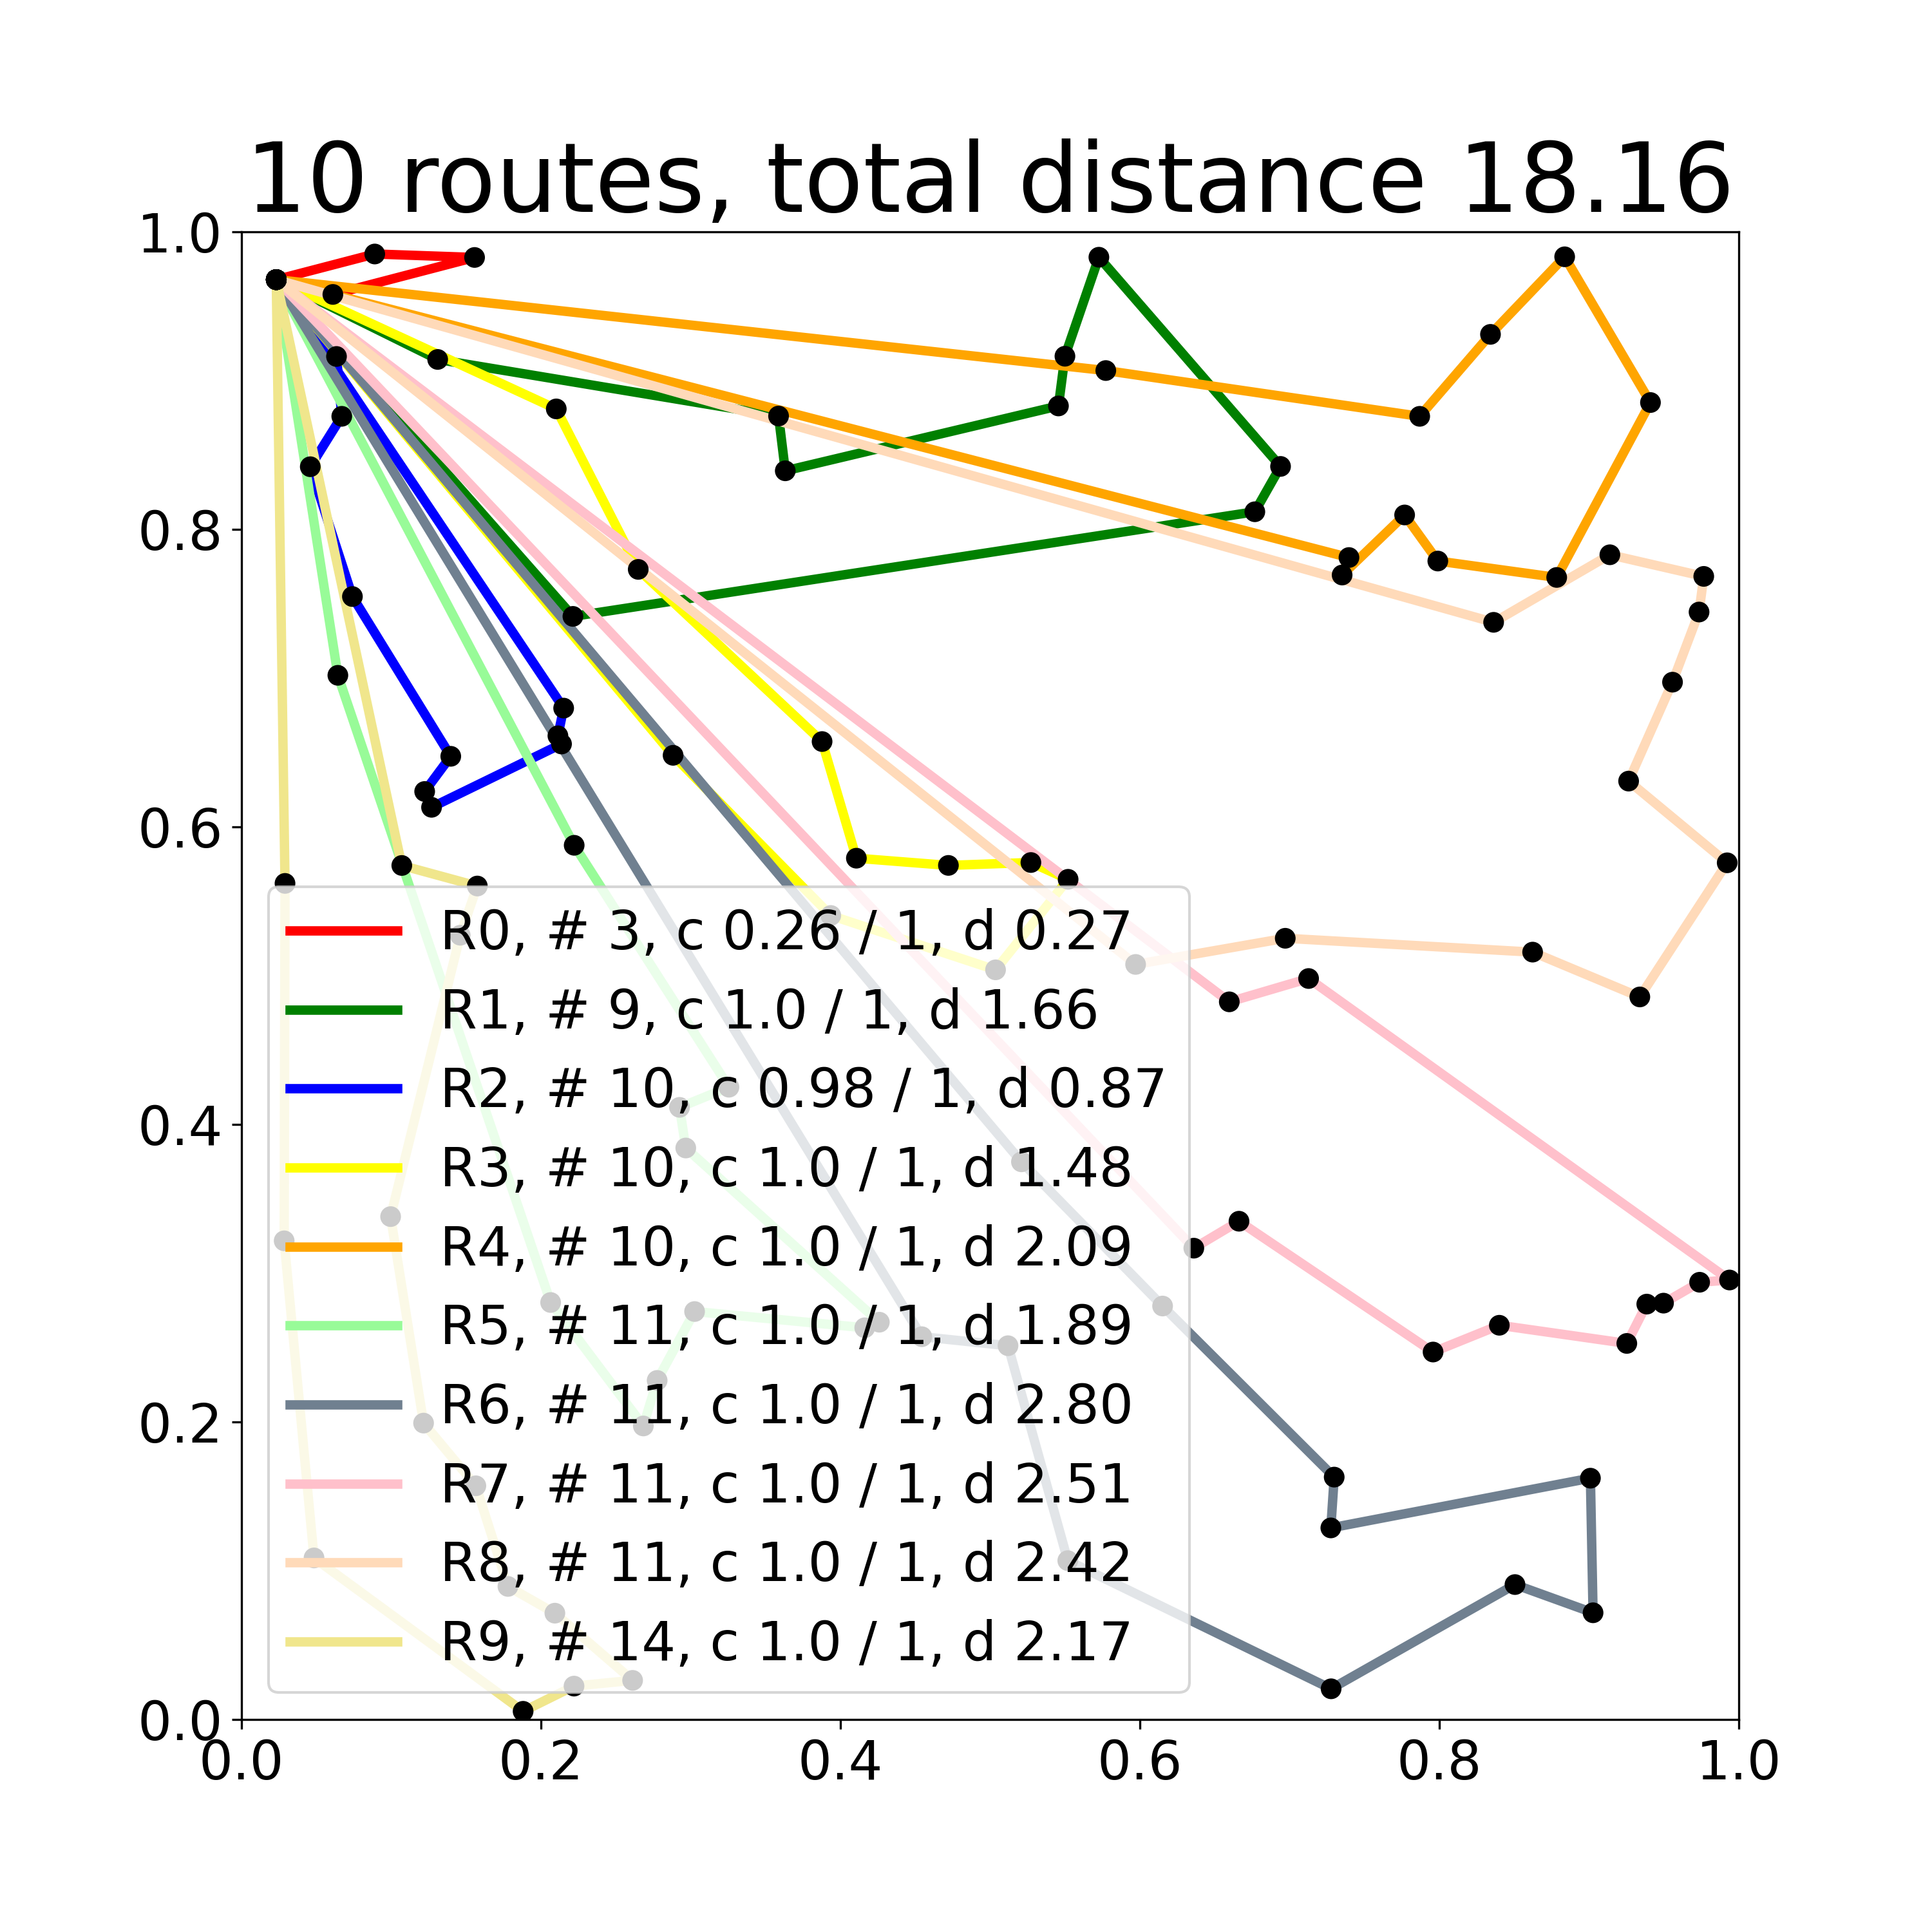 10 routes, total distance 18.16
1.0
0.8
0.6
0.4
0.2
0.0
R0, # 3, c 0.26 / 1, d 0.27
R1, # 9, c 1.0 / 1, d 1.66
R2, # 10, c 0.98 / 1, d 0.87
R3, # 10, c 1.0 / 1, d 1.48
R4, # 10, c 1.0 / 1, d 2.09
R5, # 11, c 1.0 / 1, d 1.89
R6, # 11, c 1.0 / 1, d 2.80
R7, # 11, c 1.0 / 1, d 2.51
R8, # 11, c 1.0 / 1, d 2.42
R9, # 14, c 1.0 / 1, d 2.17
0.0 0.2 0.4 0.6 0.8 1.0